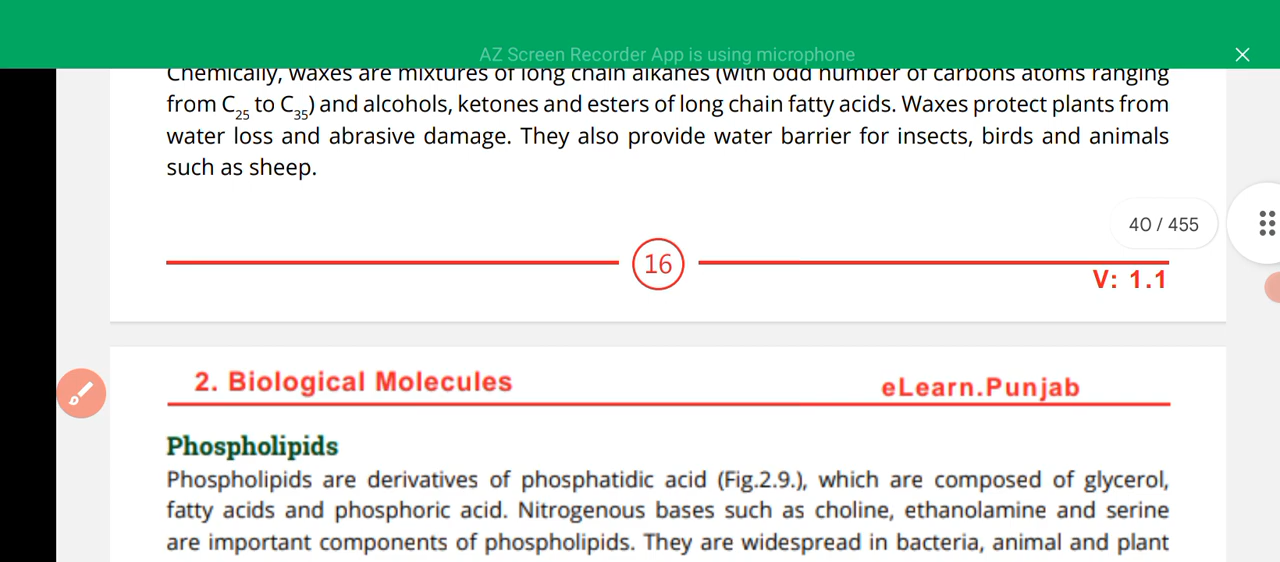 AZ Screen Recorder App is using microphone
Chemically, waxes are mixtures of long chain alkanes (with odd number of carbons atoms ranging
from C25 to C35) and alcohols, ketones and esters of long chain fatty acids. Waxes protect plants from
water loss and abrasive damage. They also provide water barrier for insects, birds and animals
such as sheep.
40 / 455
16
V: 1.1
2. Biological Molecules
eLearn.Punjab
Phospholipids
Phospholipids are derivatives of phosphatidic acid (Fig.2.9.), which are composed of glycerol,
fatty acids and phosphoric acid. Nitrogenous bases such as choline, ethanolamine and serine
are important components of phospholipids. They are widespread in bacteria, animal and plant